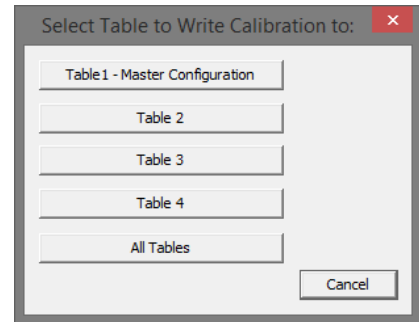 Select Table to Write Calibration to:
Table1 - Master Configuration
Table 2
Table 3
Table 4
All Tables
Cancel